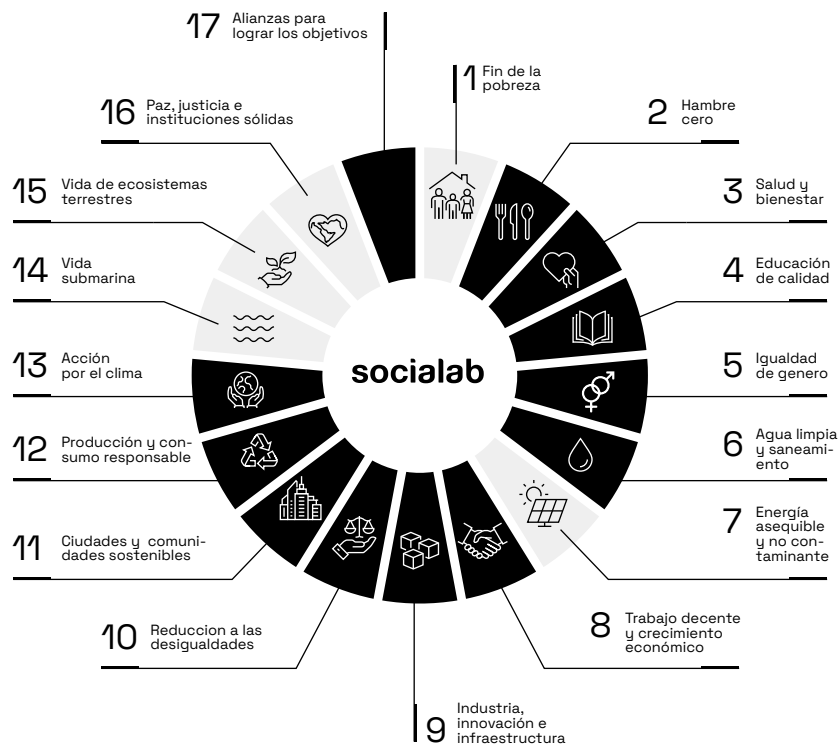 17 Alianzas para
lograr los objetivos
1 Fin de la
pobreza
16 Paz, justicia e
instituciones sólidas
2 Hambre
cero
15 Vida de ecosistemas
terrestres
3 Salud y
bienestar
14 Vida
submarina
4 Educación
de calidad
socialab
13 Acción
por el clima
5 Igualdad
de genero
12 Producción y con-
sumo responsable
6 Agua limpia
y saneami-
ento
11 Ciudades y comuni-
dades sostenibles
7 Energía
asequible
y no con-
taminante
10 Reduccion a las
desigualdades
8 Trabajo decente
y crecimiento
económico
9 Industria,
innovación e
infraestructura